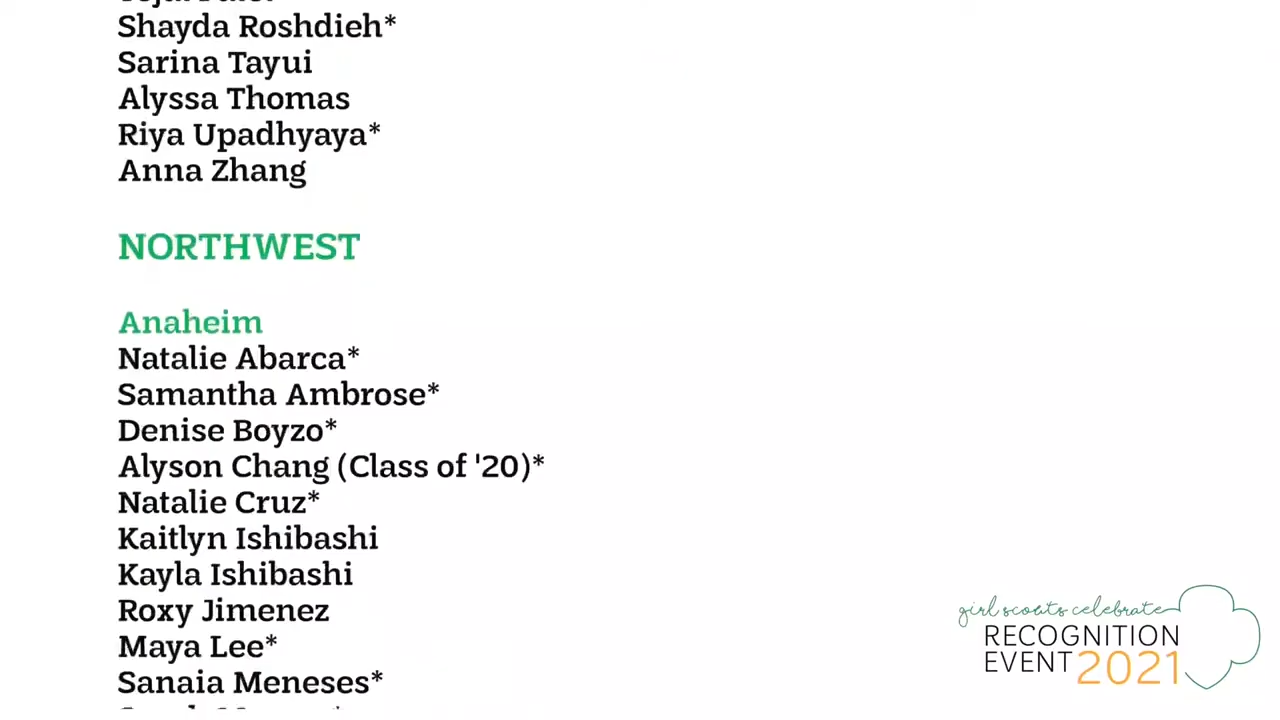 Shayda Roshdieh*
Sarina Tayui
Alyssa Thomas
Riya Upadhyaya*
Anna Zhang
NORTHWEST
Anaheim
Natalie Abarca*
Samantha Ambrose*
Denise Boyzo*
Alyson Chang (Class of '20)*
Natalie Cruz*
Kaitlyn Ishibashi
Kayla Ishibashi
Roxy Jimenez
Maya Lee*
Sanaia Meneses*
girl scouts celebrate
RECOGNITION
EVENT 2021